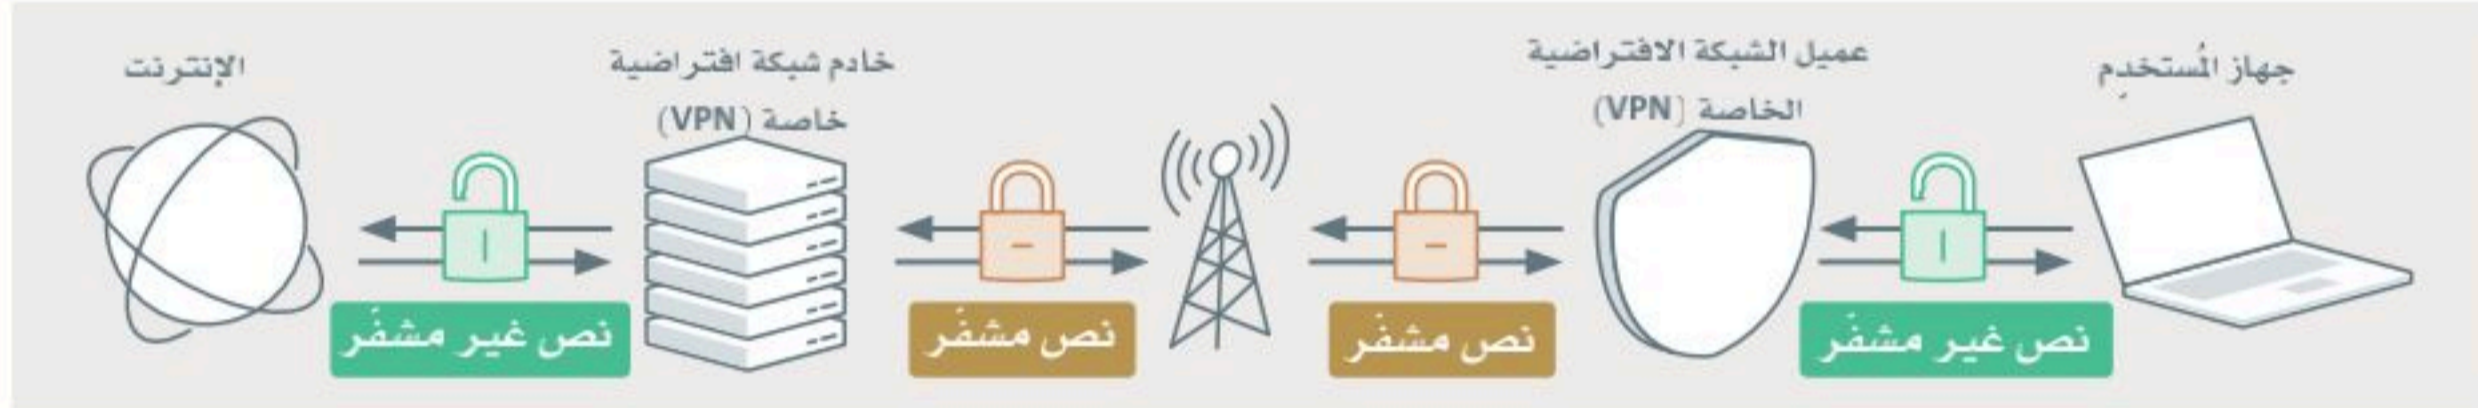 جهاز المُستخدِم
عميل الشبكة الافتراضية
الخاصة (VPN)
خادم شبكة افتراضية
خاصة (VPN)
الإنترنت
نص غير مشفَّر
نص مشفَّر
نص مشفَّر
نص غير مشفَّر